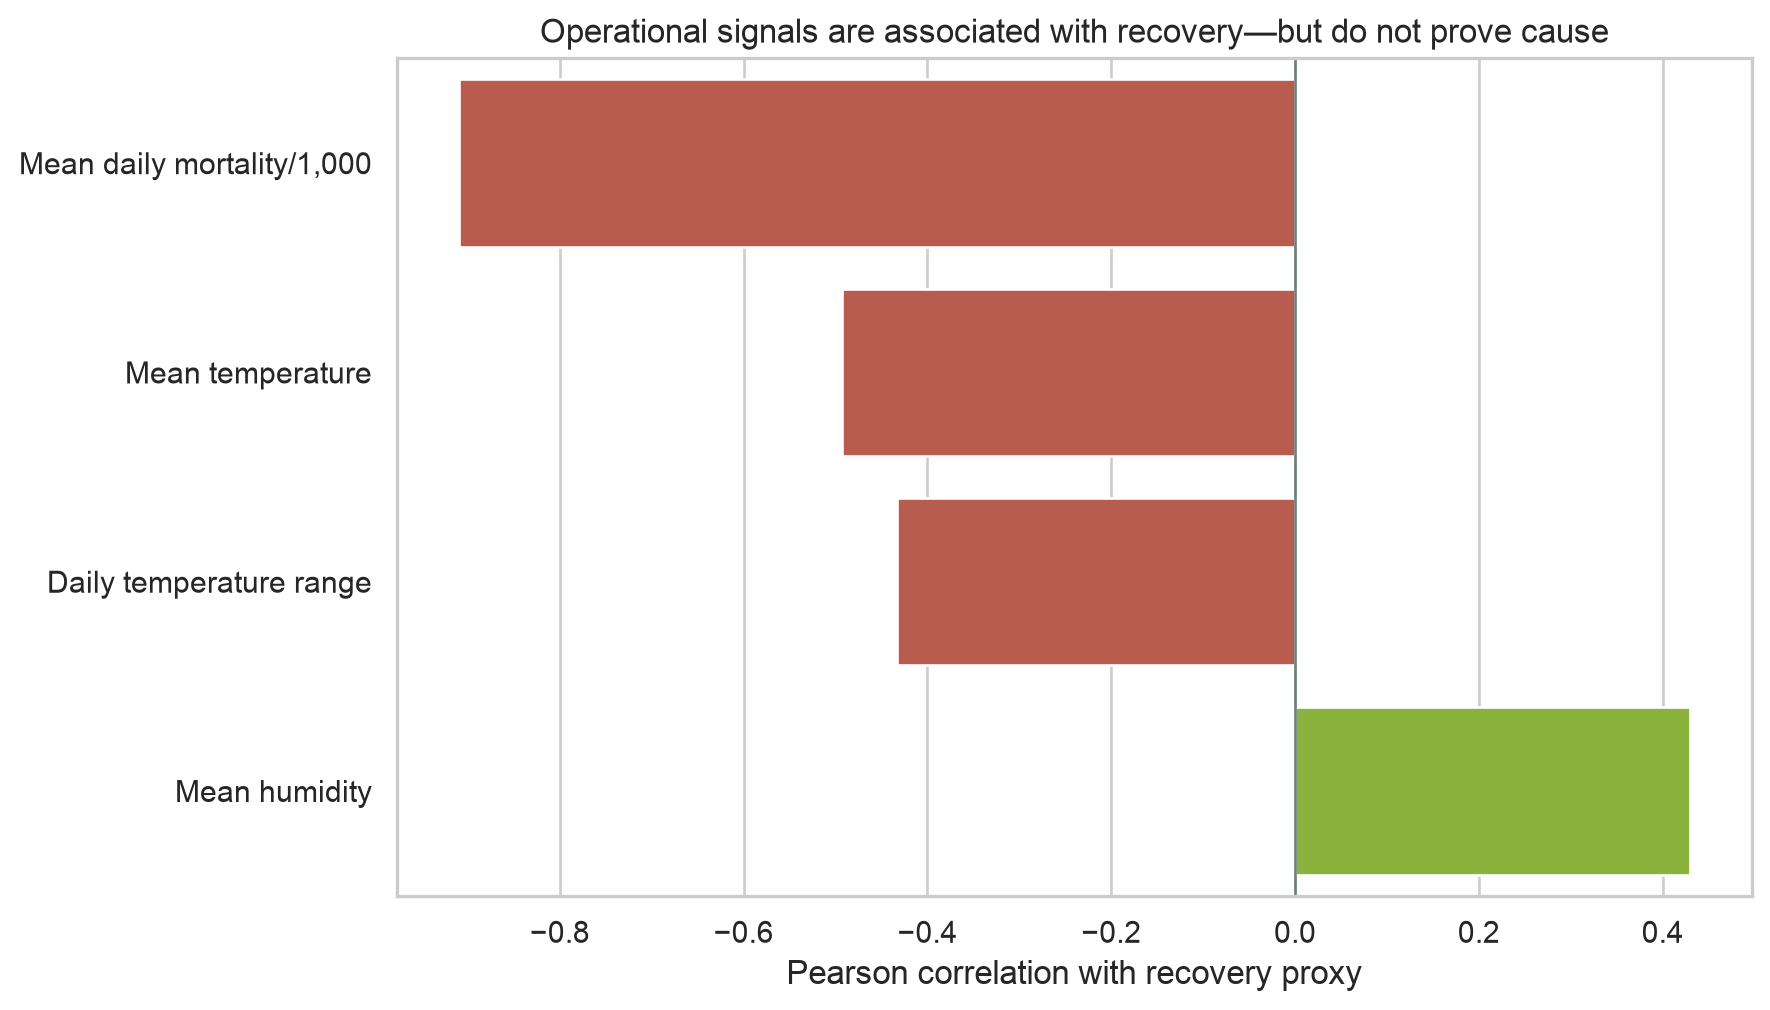 Operational signals are associated with recovery—but do not prove cause
Mean daily mortality/1,000
Mean temperature
Daily temperature range
Mean humidity
−0.8
−0.6
−0.4
−0.2
0.0
0.2
0.4
Pearson correlation with recovery proxy